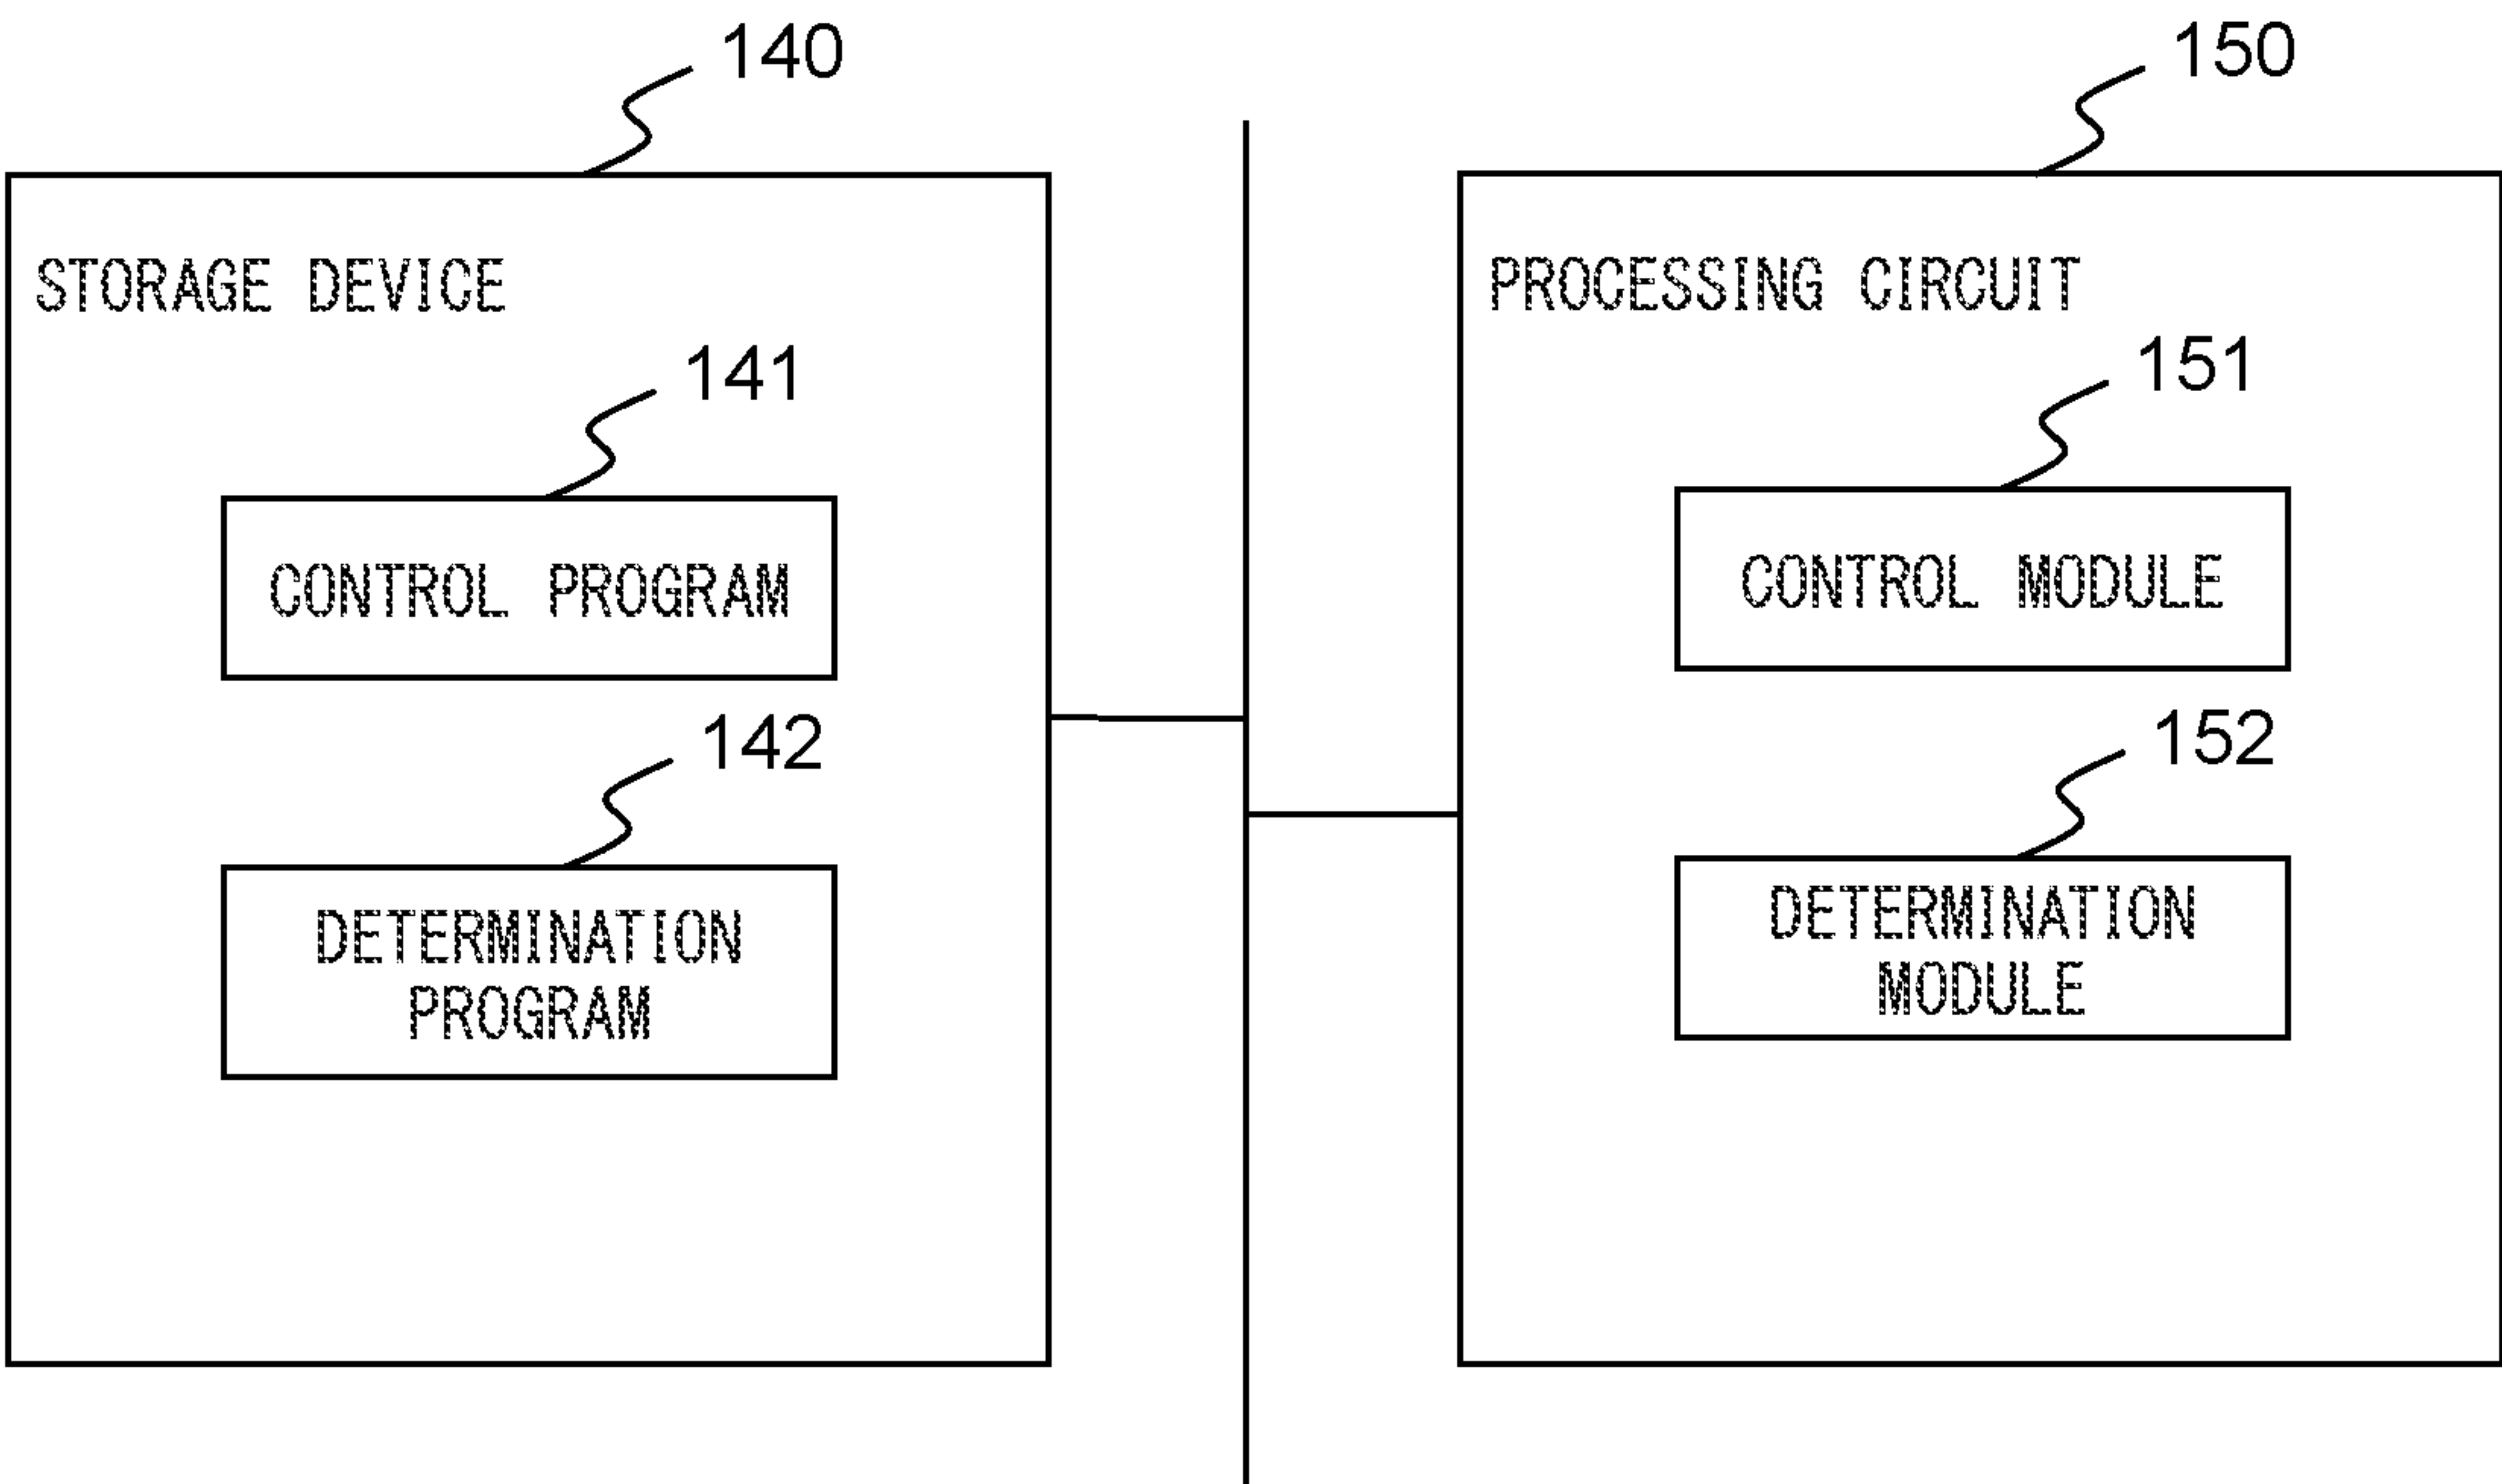 140
STORAGE DEVICE
141
CONTROL PROGRAM
142
DETERMINATION
PROGRAM
150
PROCESSING CIRCUIT
151
CONTROL MODULE
152
DETERMINATION
MODULE